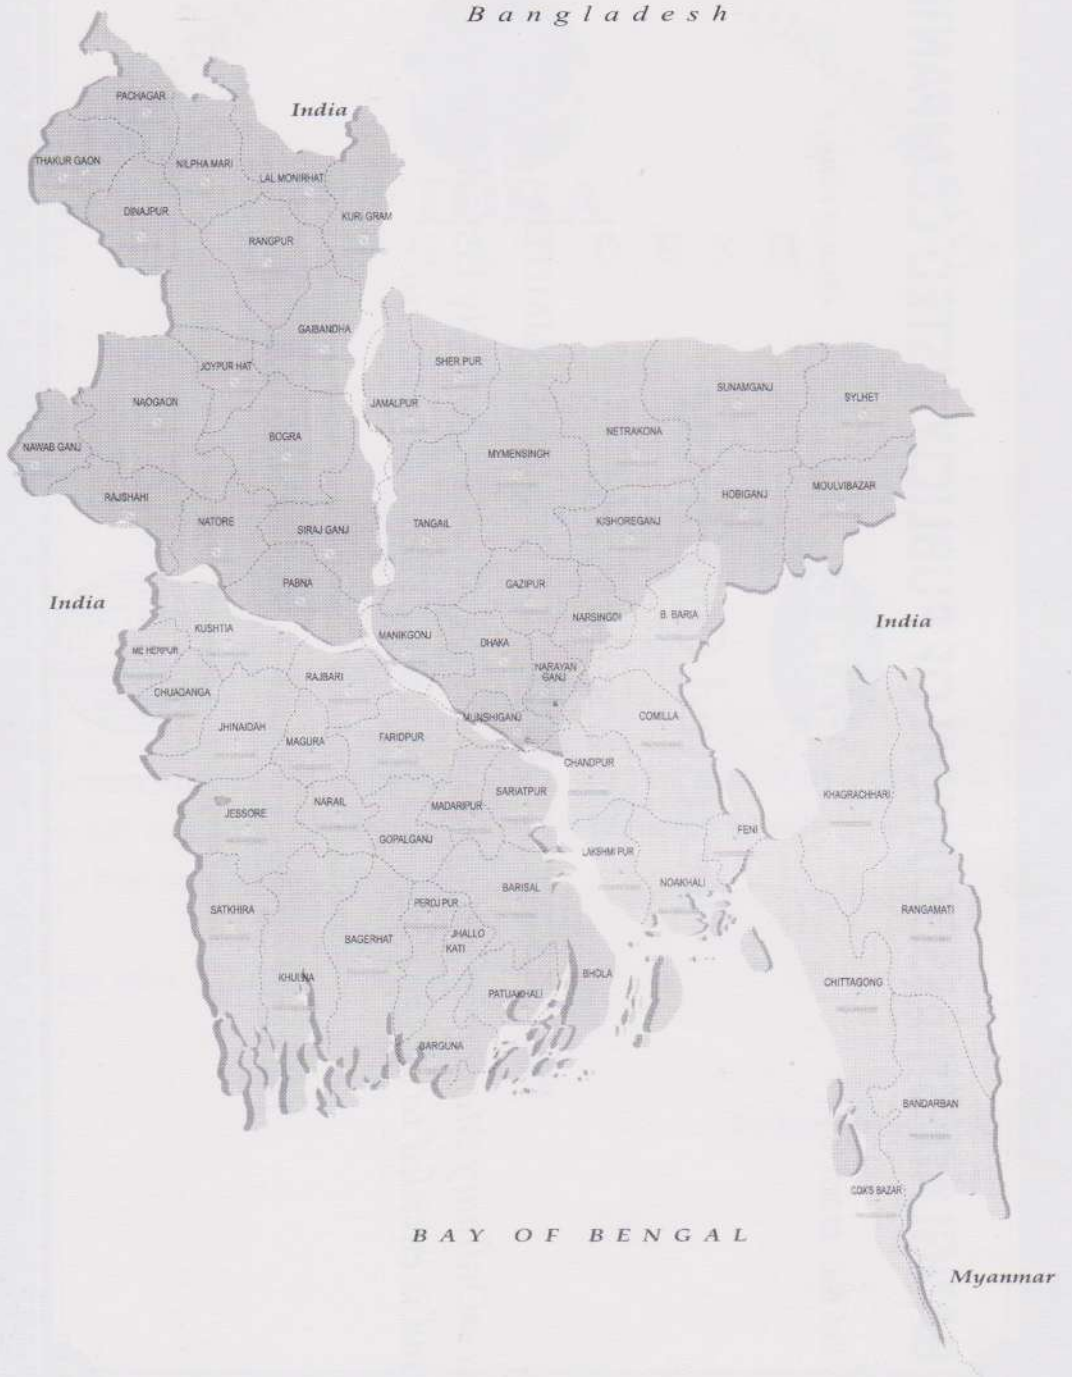 Bangladesh
PACHAGAR
India
THAKUR GAON
NILPHA MARI
LAL MONIRHAT
DINAJPUR
KURI GRAM
RANGPUR
GAIBANDHA
JOYPUR HAT
SHER PUR
SUNAMGANJ
SYLHET
NAOGAON
JAMALPUR
BOGRA
NETRAKONA
NAWAB GANJ
MYMENSINGH
MOULVIBAZAR
RAJSHAHI
HOBIGANJ
NATORE
SIRAJ GANJ
TANGAIL
KISHOREGANJ
PABNA
GAZIPUR
India
NARSINGDI
B. BARIA
India
KUSHTIA
MANIKGONJ
DHAKA
ME HERPUR
NARAYAN
GANJ
RAJBARI
CHUADANGA
MUNSHIGANJ
COMILLA
JHINAIDAH
MAGURA
FARIDPUR
CHANDPUR
SARIATPUR
KHAGRACHHARI
NARAIL
MADARIPUR
JESSORE
FENI
GOPALGANJ
LAKSHMI PUR
NOAKHALI
BARISAL
PEROJ PUR
SATKHIRA
RANGAMATI
JHALLO
KATI
BAGERHAT
KHULNA
BHOLA
CHITTAGONG
PATUAKHALI
BARGUNA
BANDARBAN
COX'S BAZAR
BAY OF BENGAL
Myanmar